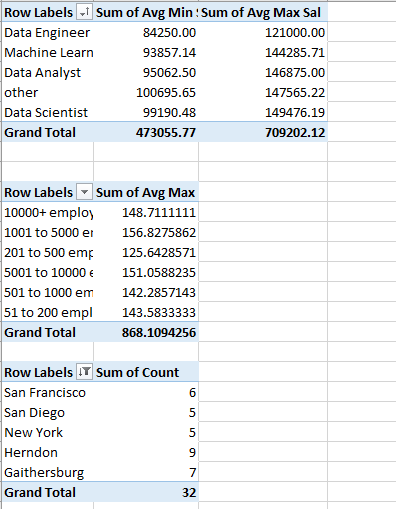 Row Labels Sum of Avg Min Sum of Avg Max Sal
Data Engineer 84250.00 121000.00
Machine Learn 93857.14 144285.71
Data Analyst 95062.50 146875.00
other 100695.65 147565.22
Data Scientist 99190.48 149476.19
Grand Total 473055.77 709202.12
Row Labels Sum of Avg Max
10000+ employ 148.7111111
1001 to 5000 er 156.8275862
201 to 500 emp 125.6428571
5001 to 10000 e 151.0588235
501 to 1000 em 142.2857143
51 to 200 empl 143.5833333
Grand Total 868.1094256
Row Labels Sum of Count
San Francisco 6
San Diego 5
New York 5
Herndon 9
Gaithersburg 7
Grand Total 32